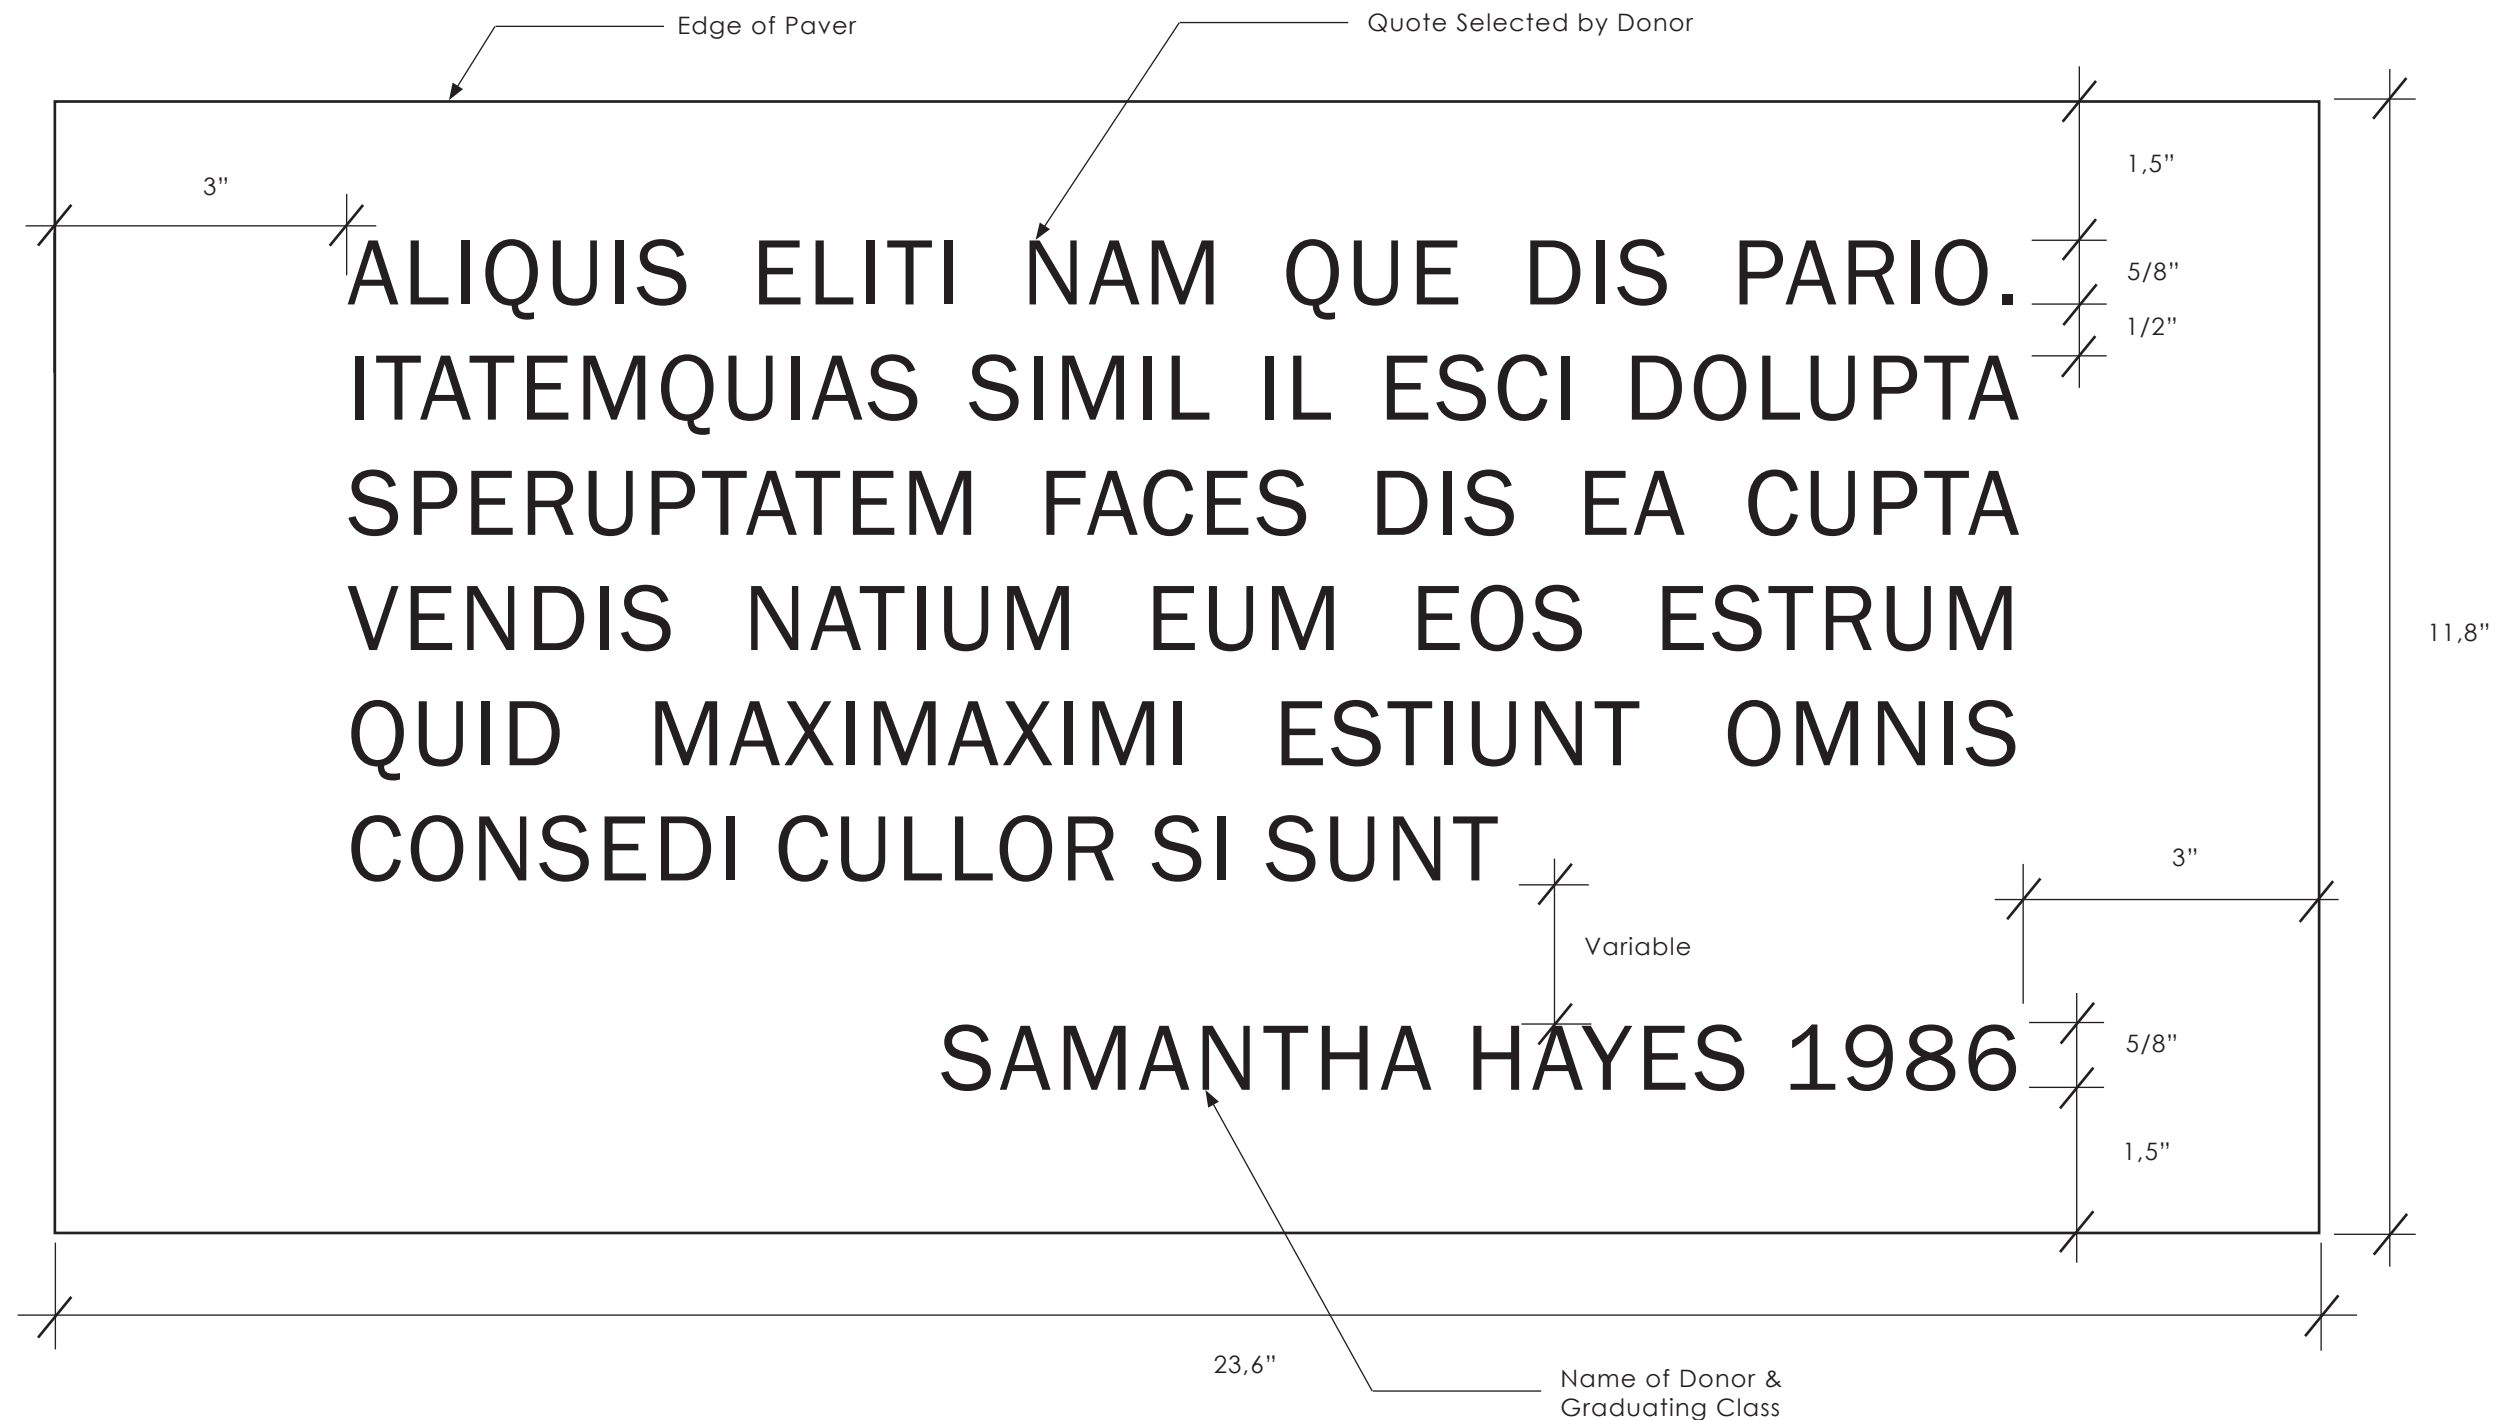 Edge of Paver
Quote Selected by Donor
1,5”
3”
ALIQUIS ELITI NAM QUE DIS PARIO.
5/8”
1/2”
ITATEMQUIAS SIMIL IL ESCI DOLUPTA
SPERUPTATEM FACES DIS EA CUPTA
VENDIS NATIUM EUM EOS ESTRUM
11,8”
QUID MAXIMAXIMI ESTIUNT OMNIS
CONSEDI CULLOR SI SUNT
3”
Variable
SAMANTHA HAYES 1986
5/8”
1,5”
23,6”
Name of Donor &
Graduating Class